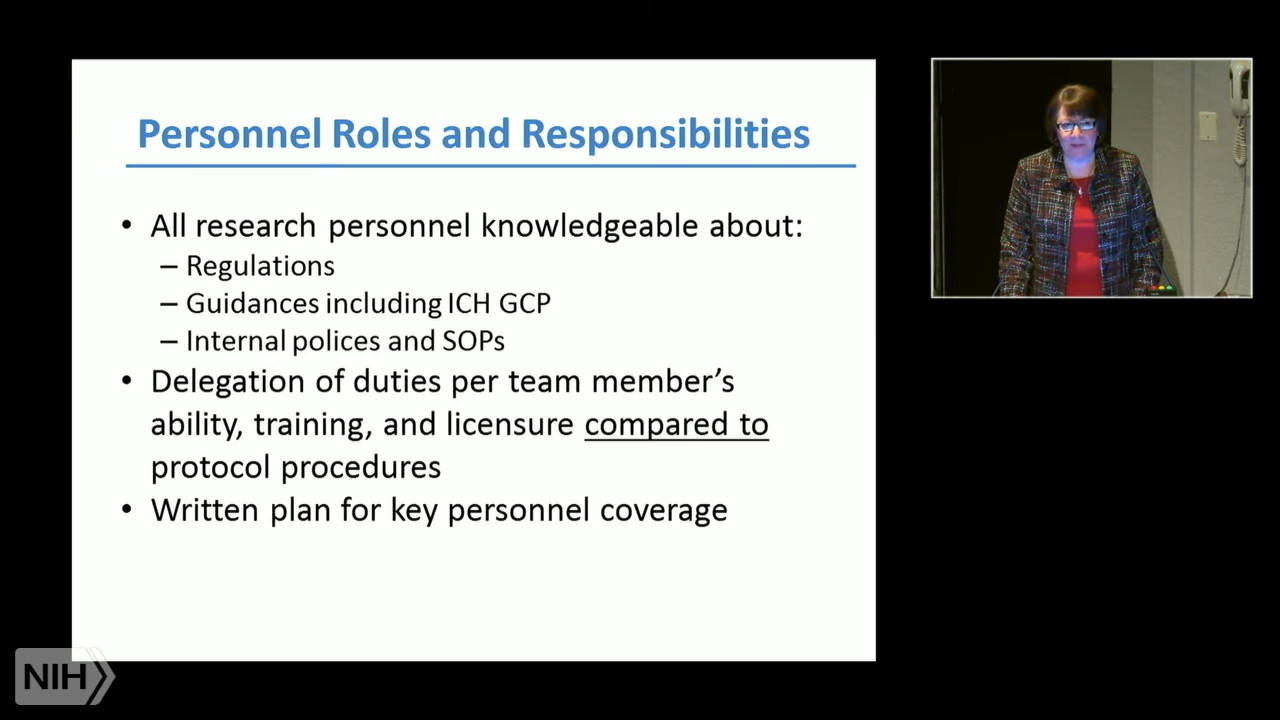 Personnel Roles and Responsibilities
• All research personnel knowledgeable about:
– Regulations
– Guidances including ICH GCP
– Internal polices and SOPs
• Delegation of duties per team member’s
ability, training, and licensure compared to
protocol procedures
• Written plan for key personnel coverage
NIH